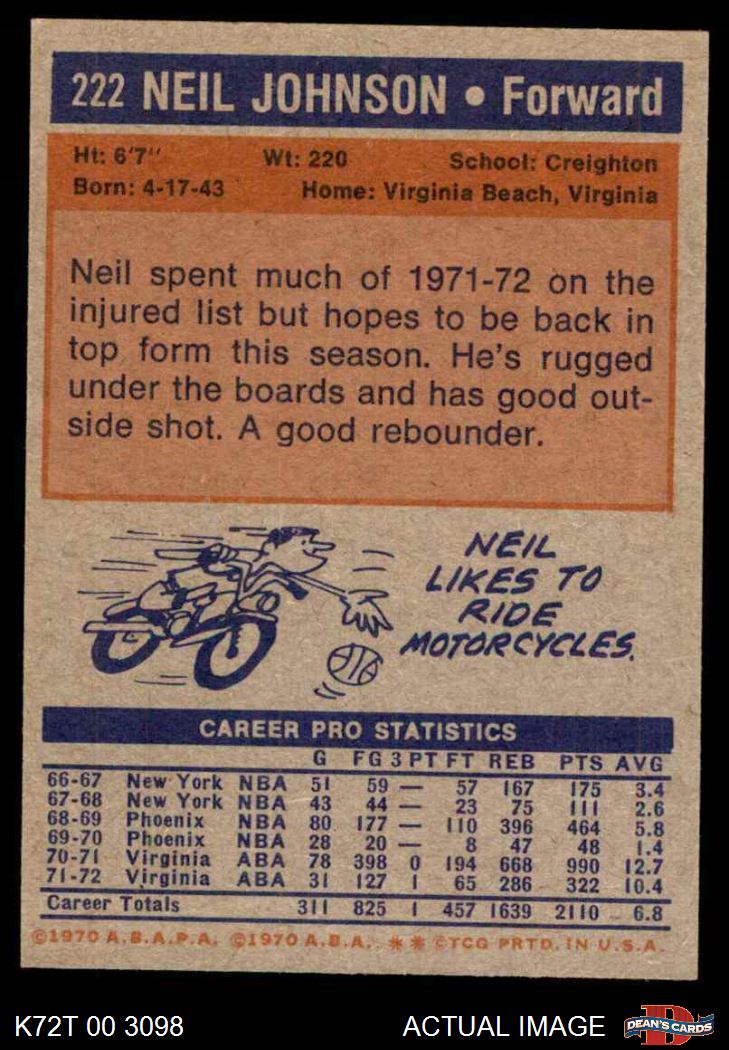 222 NEIL JOHNSON • Forward
Ht: 6'7" Wt: 220 School: Creighton
Born: 4-17-43 Home: Virginia Beach, Virginia
Neil spent much of 1971-72 on the
injured list but hopes to be back in
top form this season. He's rugged
under the boards and has good out-
side shot. A good rebounder.
NEIL
LIKES TO
RIDE
MOTORCYCLES.
CAREER PRO STATISTICS
G FG 3 PT FT REB PTS AVG
66-67 New York NBA 51 59 — 57 167 175 3.4
67-68 New York NBA 43 44 — 23 75 111 2.6
68-69 Phoenix NBA 80 177 — 110 396 464 5.8
69-70 Phoenix NBA 28 20 — 8 47 48 1.4
70-71 Virginia ABA 78 398 0 194 668 990 12.7
71-72 Virginia ABA 31 127 1 65 286 322 10.4
Career Totals 311 825 1 457 1639 2110 6.8
©1970 A.B.A.P.A. ©1970 A.B.A. ** ©TCG PRTD. IN U.S.A.
K72T 00 3098 ACTUAL IMAGE
D
DEAN'S CARDS